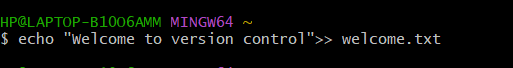 HP@LAPTOP-B1OO6AMM MINGW64 ~
$ echo "Welcome to version control">> welcome.txt